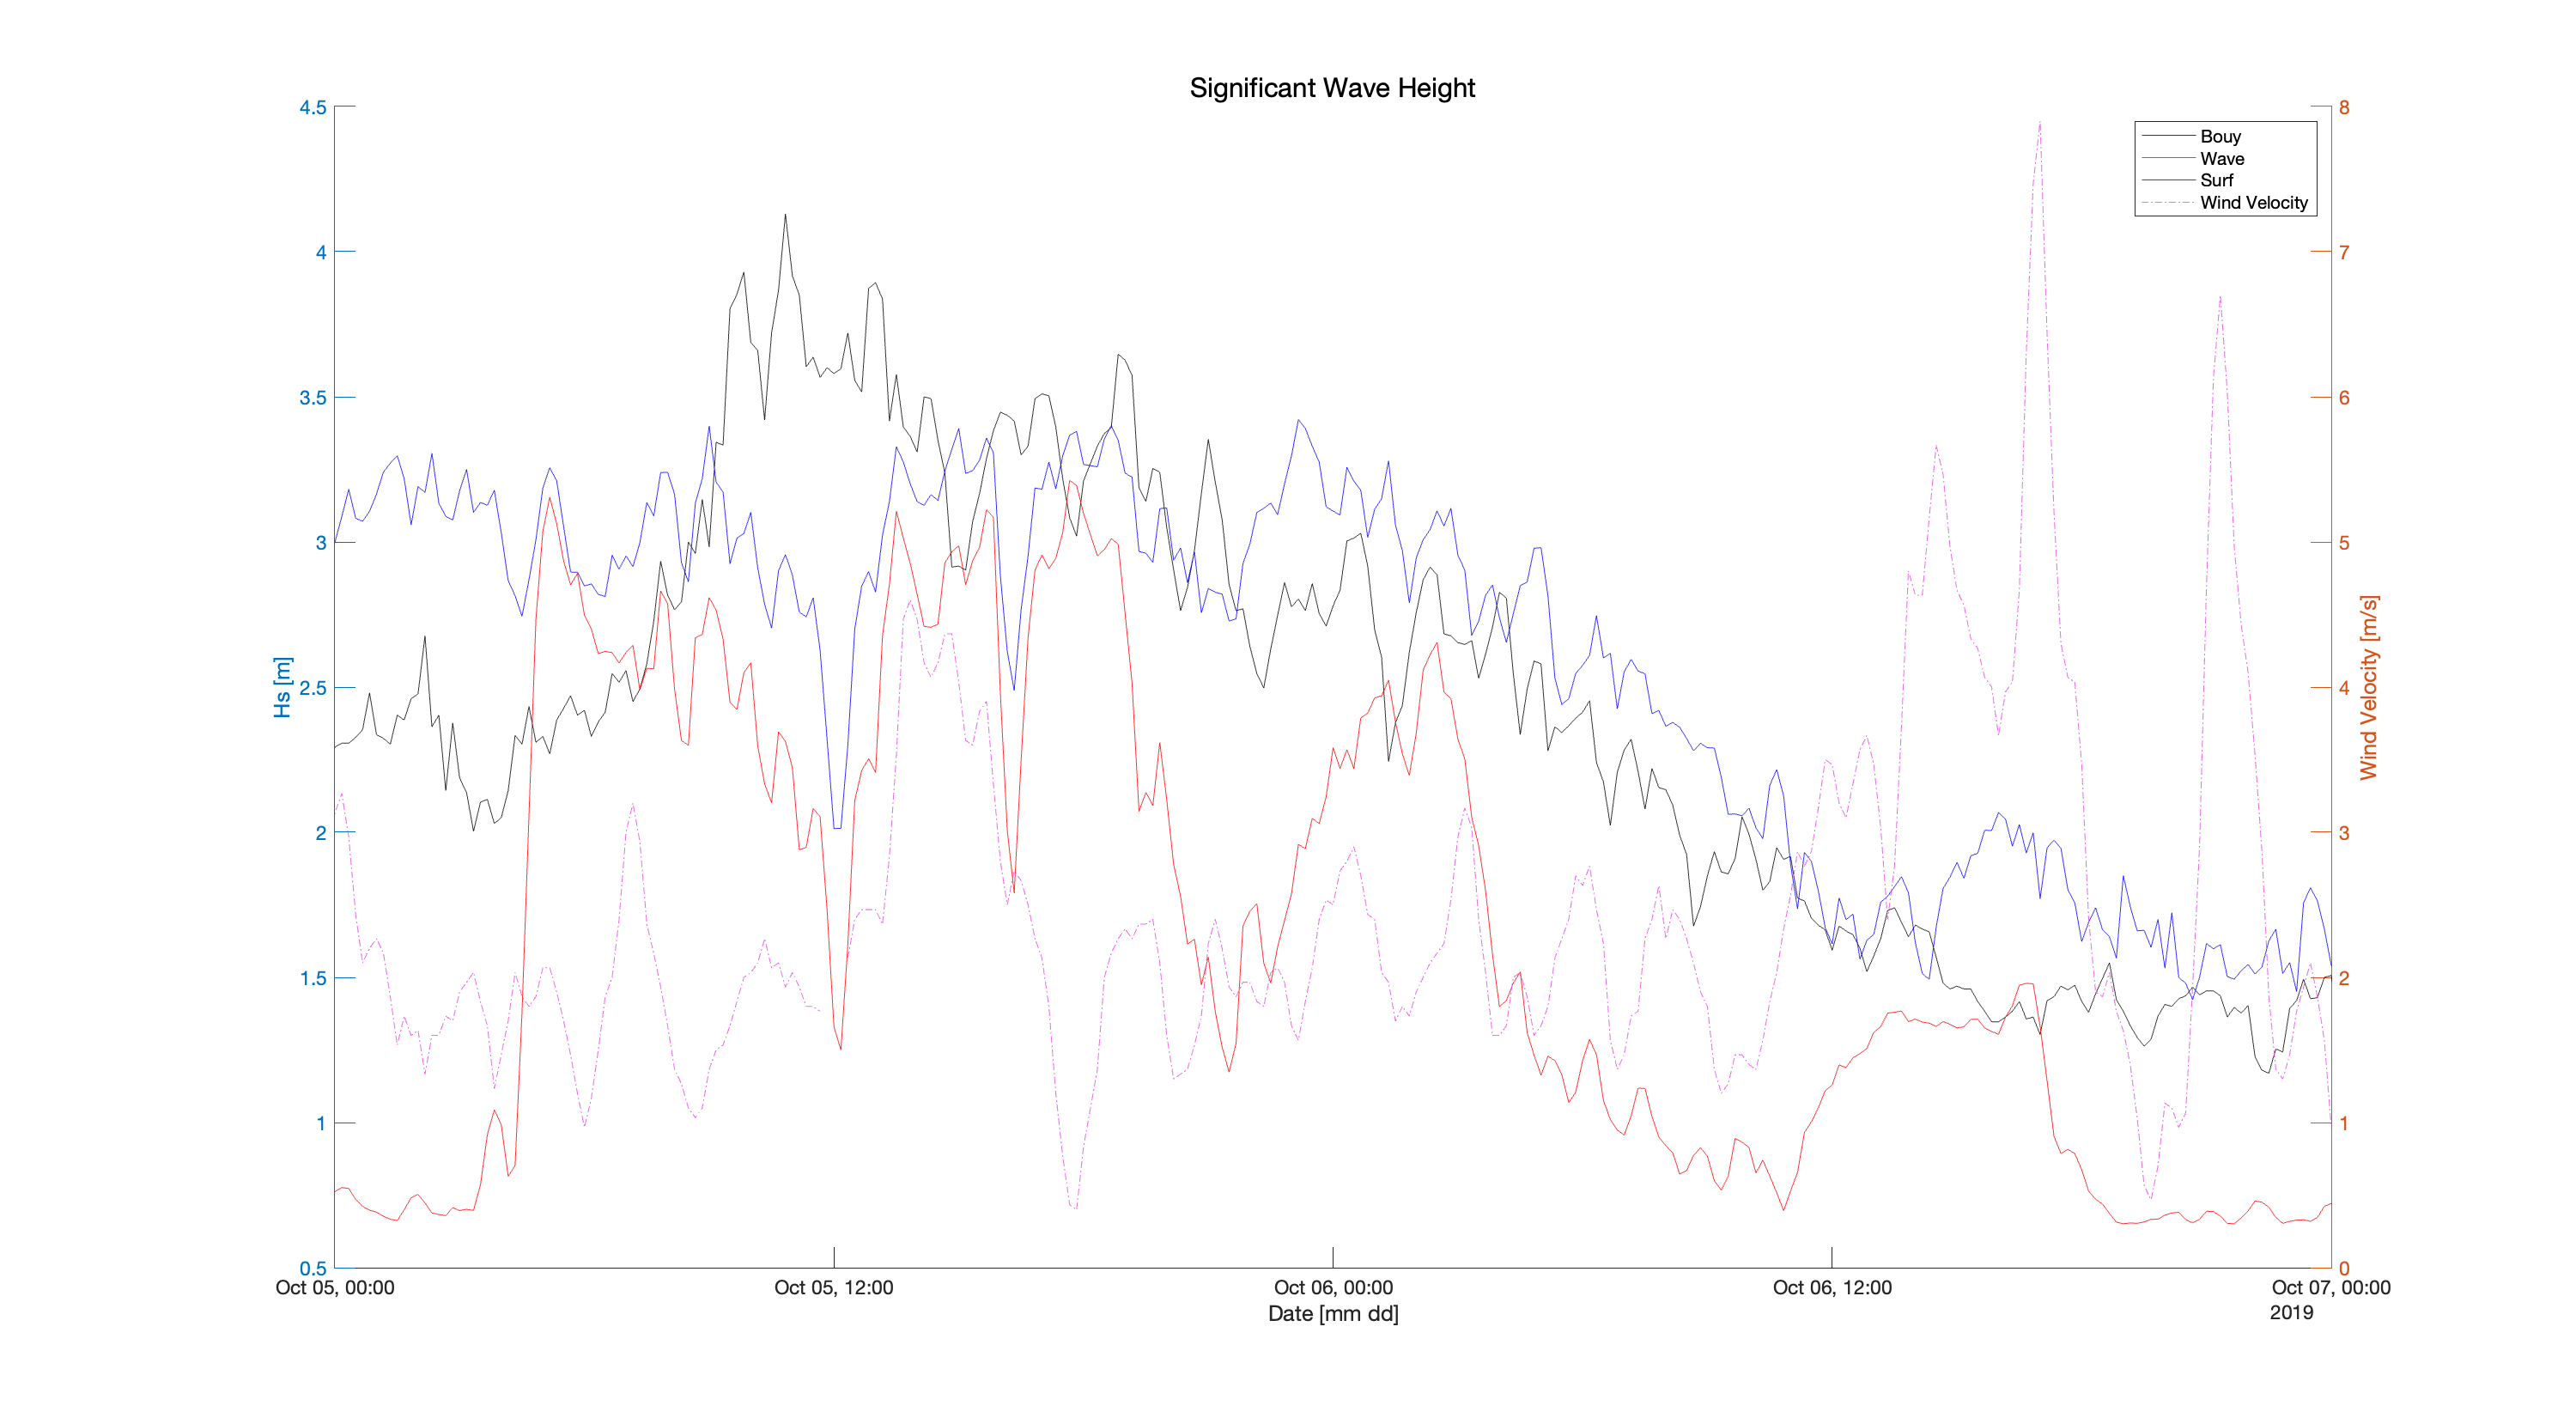 Significant Wave Height
4.5
4
3.5
3
2.5
2
1.5
1
0.5
Hs [m]
8
7
6
5
4
3
2
1
0
Wind Velocity [m/s]
Bouy
Wave
Surf
Wind Velocity
Oct 05, 00:00
Oct 05, 12:00
Oct 06, 00:00
Oct 06, 12:00
Oct 07, 00:00
Date [mm dd]
2019